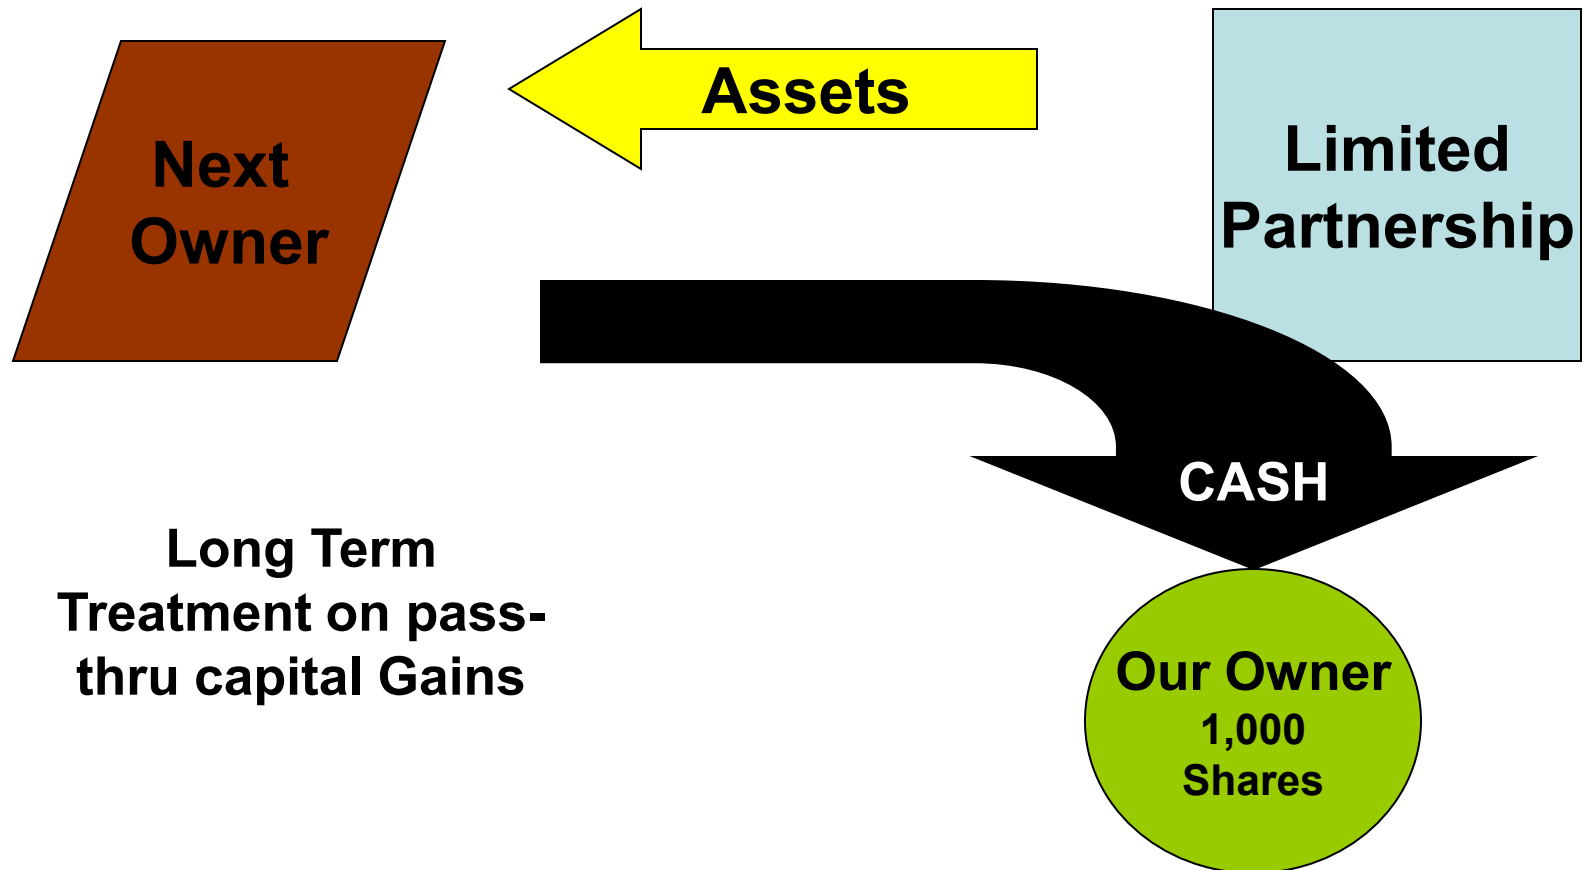 Assets
Next
Owner
Limited
Partnership
CASH
Long Term
Treatment on pass-
thru capital Gains
Our Owner
1,000
Shares